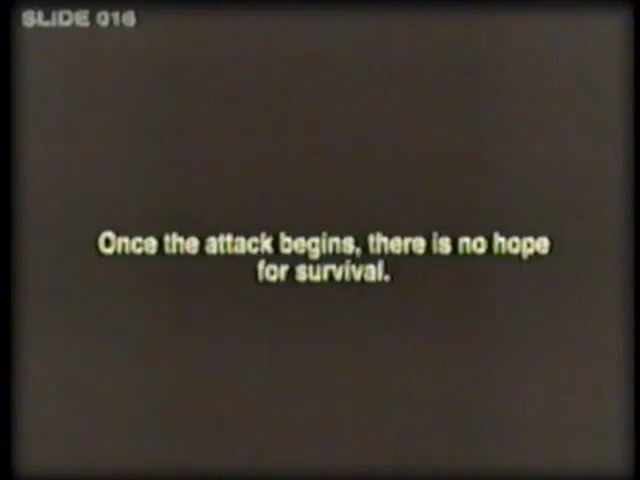 SLIDE 016
Once the attack begins, there is no hope
for survival.